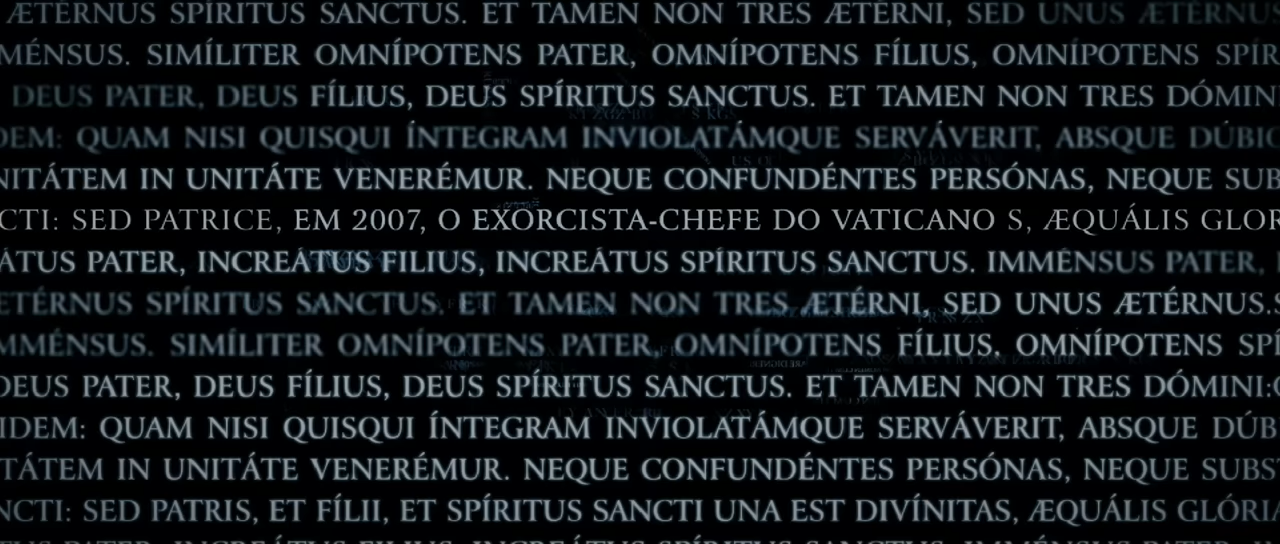 ÆTÉRNUS SPÍRITUS SANCTUS. ET TAMEN NON TRES ÆTÉRNI, SED UNUS ÆTÉRNUS
MÉNSUS. SIMÍLITER OMNÍPOTENS PATER, OMNÍPOTENS FÍLIUS, OMNÍPOTENS SPÍR
DEUS PATER, DEUS FÍLIUS, DEUS SPÍRITUS SANCTUS. ET TAMEN NON TRES DÓMIN
DEM: QUAM NISI QUISQUI ÍNTEGRAM INVIOLATÁMQUE SERVÁVERIT, ABSQUE DÚBIO
NITÁTEM IN UNITÁTE VENERÉMUR. NEQUE CONFUNDÉNTES PERSÓNAS, NEQUE SUB
CTI: SED PATRICE, EM 2007, O EXORCISTA-CHEFE DO VATICANO S, ÆQUÁLIS GLOR
ÁTUS PATER, INCREÁTUS FILIUS, INCREÁTUS SPÍRITUS SANCTUS. IMMÉNSUS PATER,
ETÉRNUS SPÍRITUS SANCTUS. ET TAMEN NON TRES ÆTÉRNI, SED UNUS ÆTÉRNUS.S
MMÉNSUS. SIMÍLITER OMNÍPOTENS PATER, OMNÍPOTENS FÍLIUS, OMNÍPOTENS SPÍ
DEUS PATER, DEUS FÍLIUS, DEUS SPÍRITUS SANCTUS. ET TAMEN NON TRES DÓMINI:
IDEM: QUAM NISI QUISQUI ÍNTEGRAM INVIOLATÁMQUE SERVÁVERIT, ABSQUE DÚB
TÁTEM IN UNITÁTE VENERÉMUR. NEQUE CONFUNDÉNTES PERSÓNAS, NEQUE SUBS
NCTI: SED PATRIS, ET FÍLII, ET SPÍRITUS SANCTI UNA EST DIVÍNITAS, ÆQUÁLIS GLÓRI